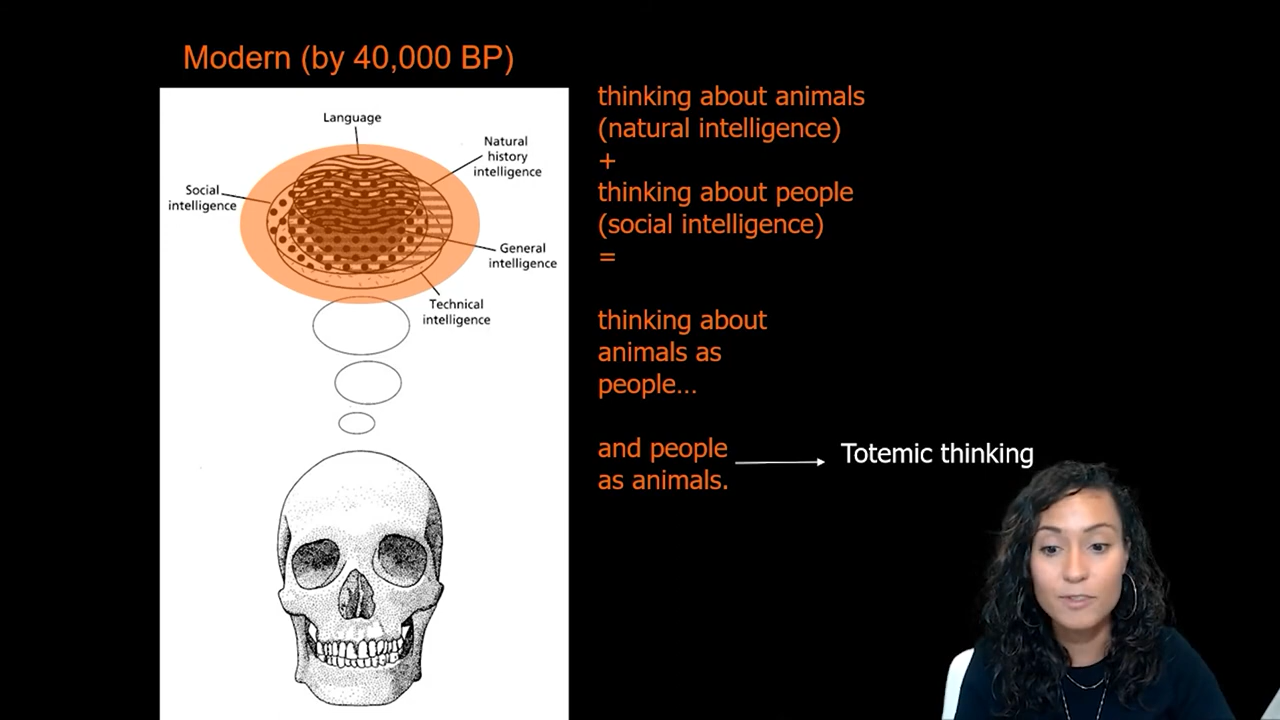 Modern (by 40,000 BP)
Language
Natural
history
intelligence
Social
intelligence
General
intelligence
Technical
intelligence
thinking about animals
(natural intelligence)
+
thinking about people
(social intelligence)
=
thinking about
animals as
people...
and people
as animals.
Totemic thinking